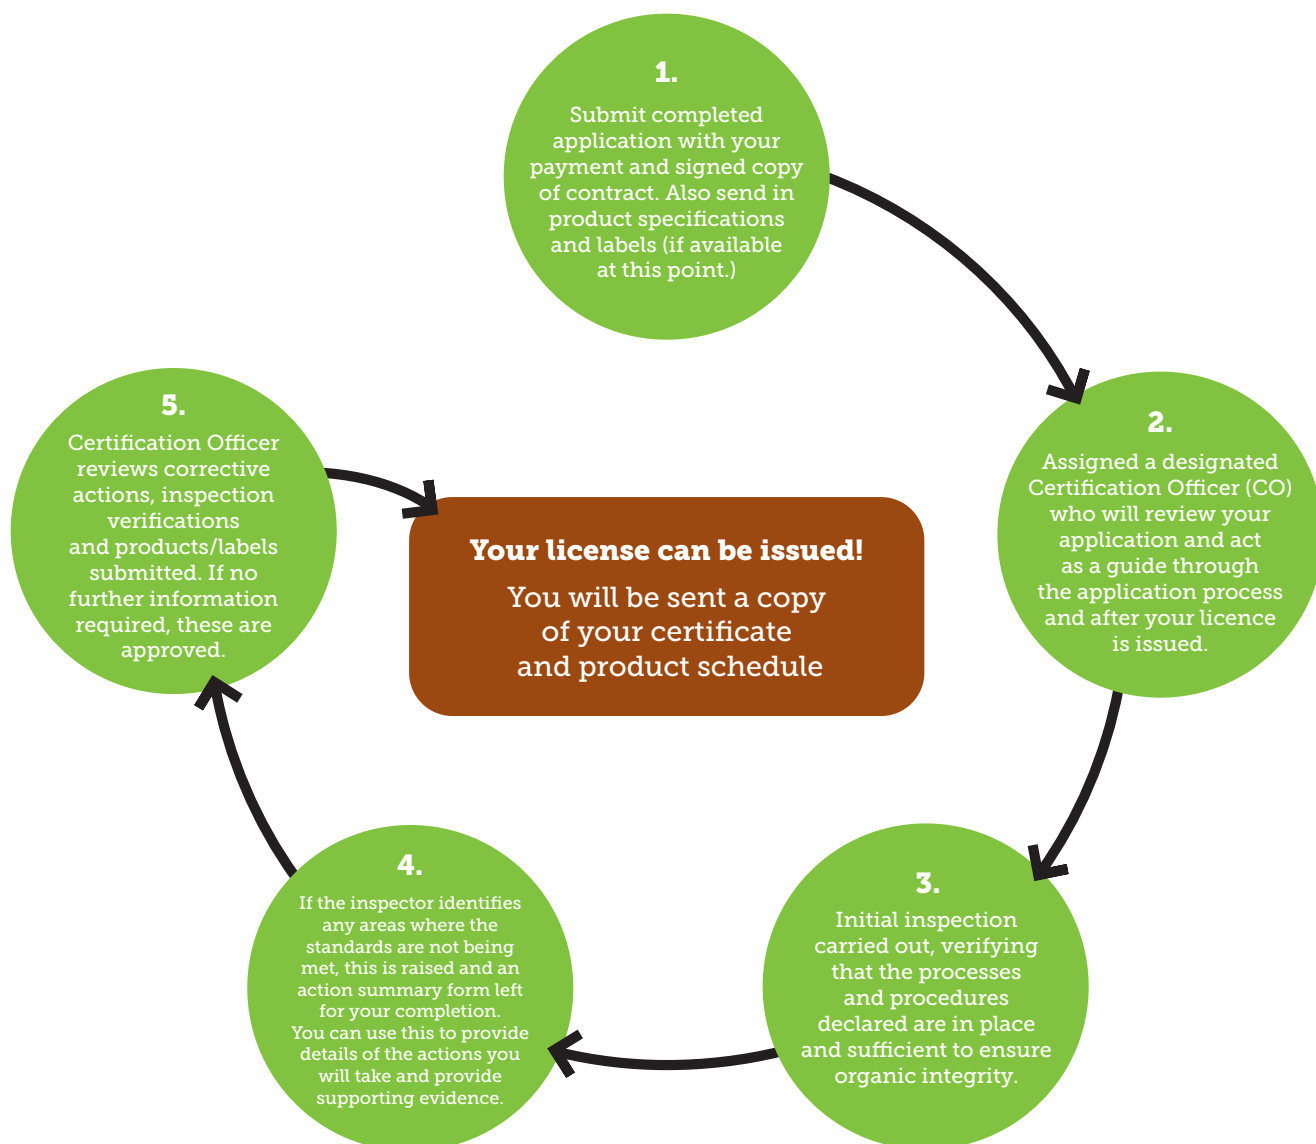 1.
Submit completed
application with your
payment and signed copy
of contract. Also send in
product specifications
and labels (if available
at this point.)
2.
Assigned a designated
Certification Officer (CO)
who will review your
application and act
as a guide through
the application process
and after your licence
is issued.
3.
Initial inspection
carried out, verifying
that the processes
and procedures
declared are in place
and sufficient to ensure
organic integrity.
4.
If the inspector identifies
any areas where the
standards are not being
met, this is raised and an
action summary form left
for your completion.
You can use this to provide
details of the actions you
will take and provide
supporting evidence.
5.
Certification Officer
reviews corrective
actions, inspection
verifications
and products/labels
submitted. If no
further information
required, these are
approved.
Your license can be issued!
You will be sent a copy
of your certificate
and product schedule